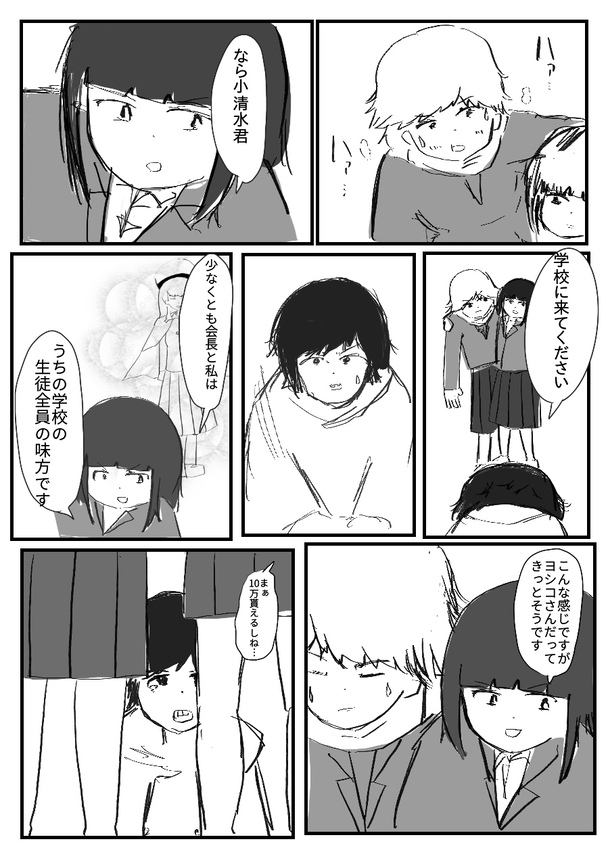 ハァ…
ハァ…
なら小清水君
学校に来てください
少なくとも会長と私は
うちの学校の
生徒全員の味方です
こんな感じですが
ヨシコさんだって
きっとそうです
まぁ
10万貰えるしね…